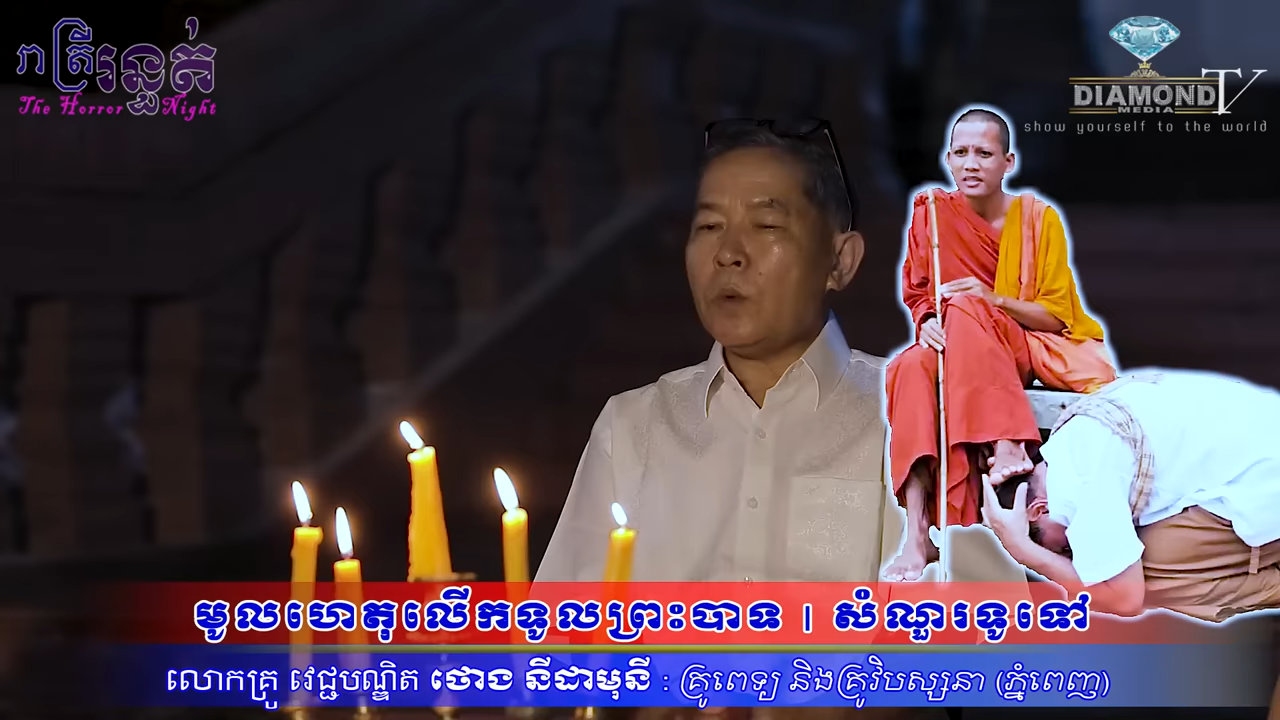 រាត្រីរន្ធត់
The Horror Night
DIAMOND TV
MEDIA
show yourself to the world
មូលហេតុលើកទូលព្រះបាទ | សំណួរទូទៅ
លោកគ្រូ វេជ្ជបណ្ឌិត ថោង នីដាមុនី : គ្រូពេទ្យ និងគ្រូវិបស្សនា (ភ្នំពេញ)